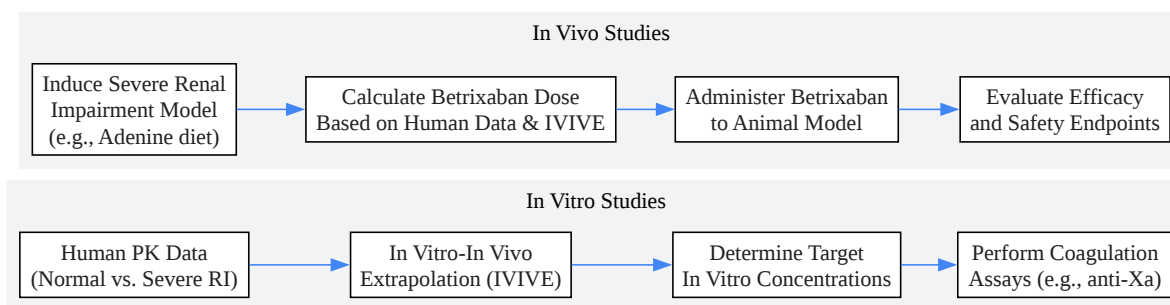 In Vivo Studies
Induce Severe Renal
Impairment Model
(e.g., Adenine diet)
Calculate Betrixaban Dose
Based on Human Data & IVIVE
Administer Betrixaban
to Animal Model
Evaluate Efficacy
and Safety Endpoints
In Vitro Studies
Human PK Data
(Normal vs. Severe RI)
In Vitro-In Vivo
Extrapolation (IVIVE)
Determine Target
In Vitro Concentrations
Perform Coagulation
Assays (e.g., anti-Xa)